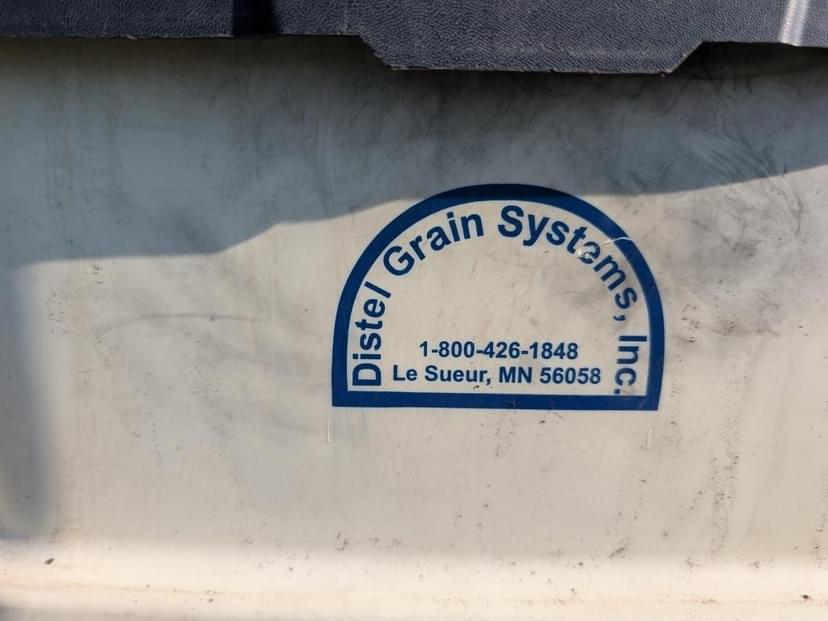 Distel Grain Systems, Inc.
1-800-426-1848
Le Sueur, MN 56058